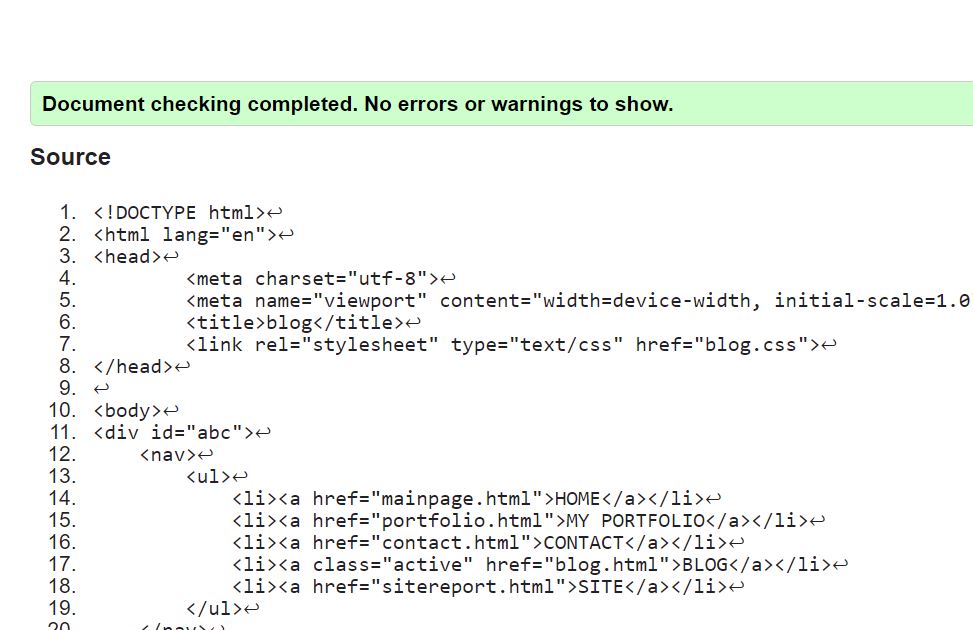 Document checking completed. No errors or warnings to show.
Source
1. <!DOCTYPE html>↩
2. <html lang="en">↩
3. <head>↩
4. <meta charset="utf-8">↩
5. <meta name="viewport" content="width=device-width, initial-scale=1.0
6. <title>blog</title>↩
7. <link rel="stylesheet" type="text/css" href="blog.css">↩
8. </head>↩
9. ↩
10. <body>↩
11. <div id="abc">↩
12. <nav>↩
13. <ul>↩
14. <li><a href="mainpage.html">HOME</a></li>↩
15. <li><a href="portfolio.html">MY PORTFOLIO</a></li>↩
16. <li><a href="contact.html">CONTACT</a></li>↩
17. <li><a class="active" href="blog.html">BLOG</a></li>↩
18. <li><a href="sitereport.html">SITE</a></li>↩
19. </ul>↩
20. </nav>↩